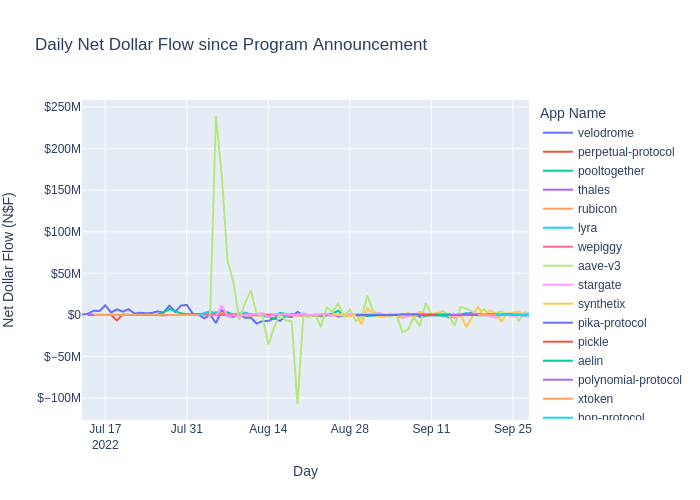 Daily Net Dollar Flow since Program Announcement
Net Dollar Flow (N$F)
$250M
$200M
$150M
$100M
$50M
$0
−$50M
−$100M
Jul 17
2022
Jul 31
Aug 14
Aug 28
Sep 11
Sep 25
Day
App Name
velodrome
perpetual-protocol
pooltogether
thales
rubicon
lyra
wepiggy
aave-v3
stargate
synthetix
pika-protocol
pickle
aelin
polynomial-protocol
xtoken
hop-protocol